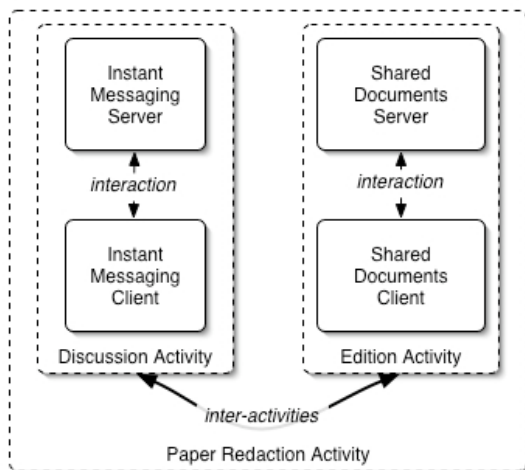 Instant
Messaging
Server
interaction
Instant
Messaging
Client
Discussion Activity
Shared
Documents
Server
interaction
Shared
Documents
Client
Edition Activity
inter-activities
Paper Redaction Activity